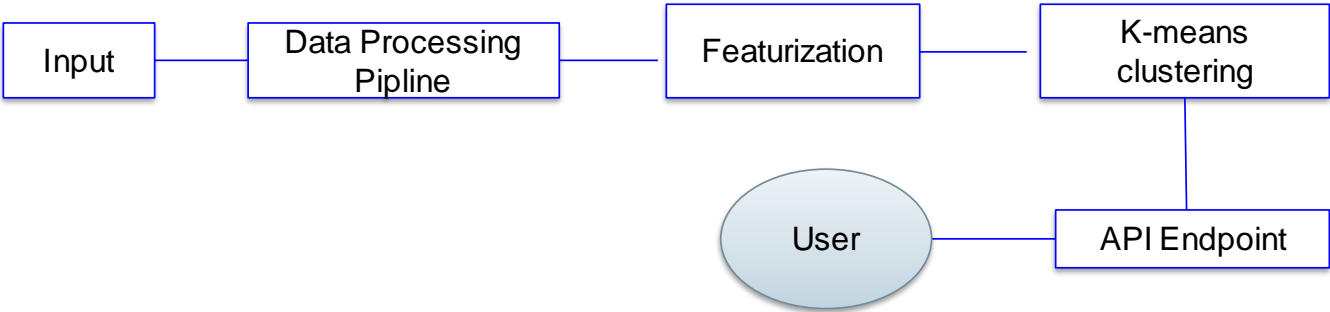 Input
Data Processing
Pipline
Featurization
K-means
clustering
User
API Endpoint